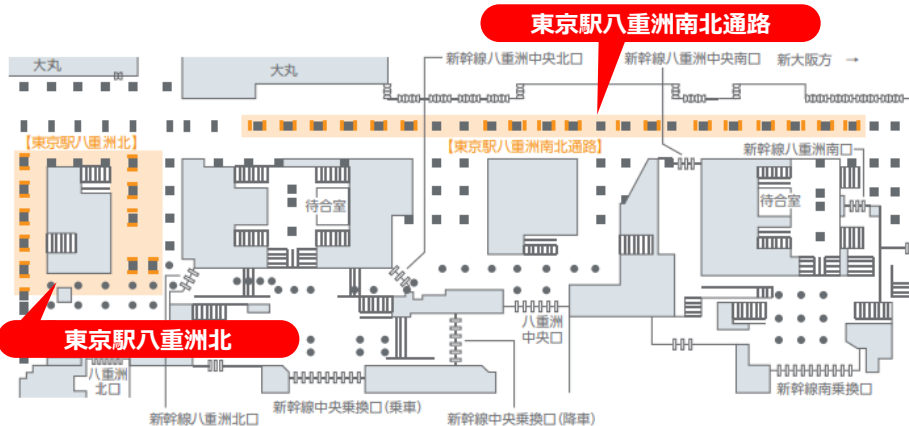 東京駅八重洲南北通路
大丸
大丸
新幹線八重洲中央北口
新幹線八重洲中央南口
新大阪方 →
【東京駅八重洲北】
【東京駅八重洲南北通路】
新幹線八重洲南口
待合室
待合室
東京駅八重洲北
八重洲
中央口
八重洲
北口
新幹線八重洲北口
新幹線中央乗換口(乗車)
新幹線中央乗換口(降車)
新幹線南乗換口